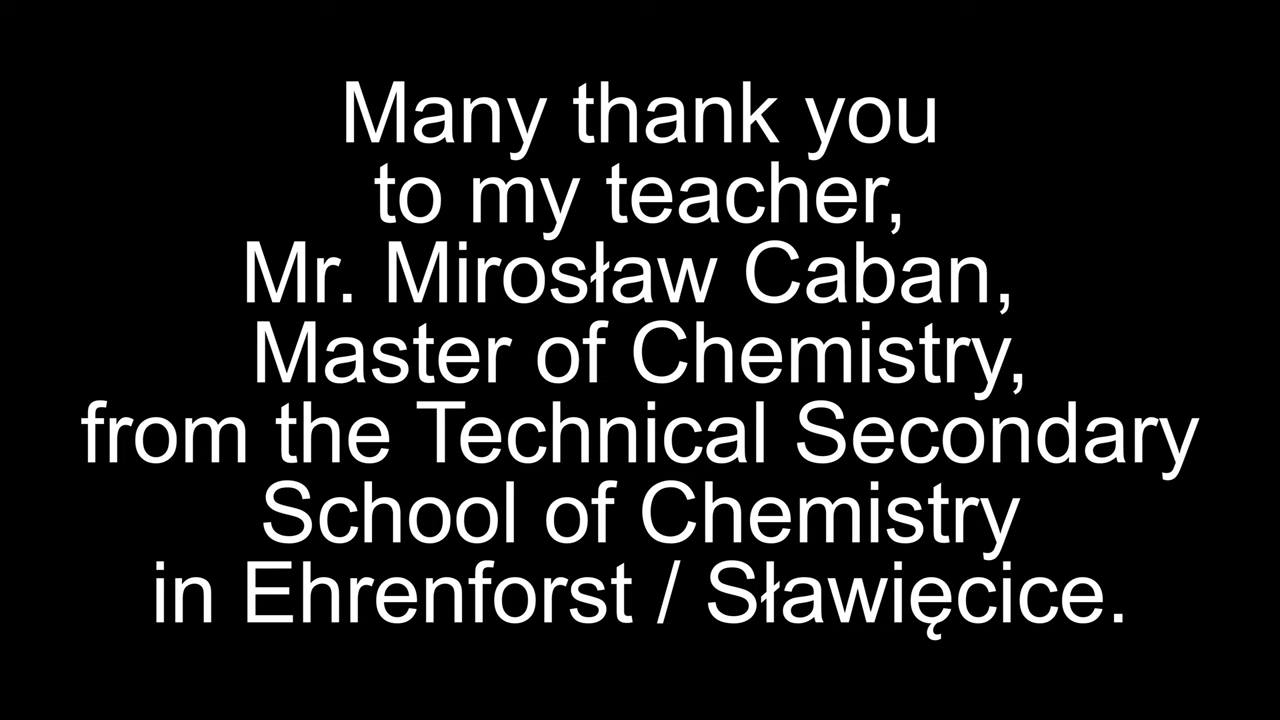 Many thank you
to my teacher,
Mr. Mirosław Caban,
Master of Chemistry,
from the Technical Secondary
School of Chemistry
in Ehrenforst / Sławięcice.